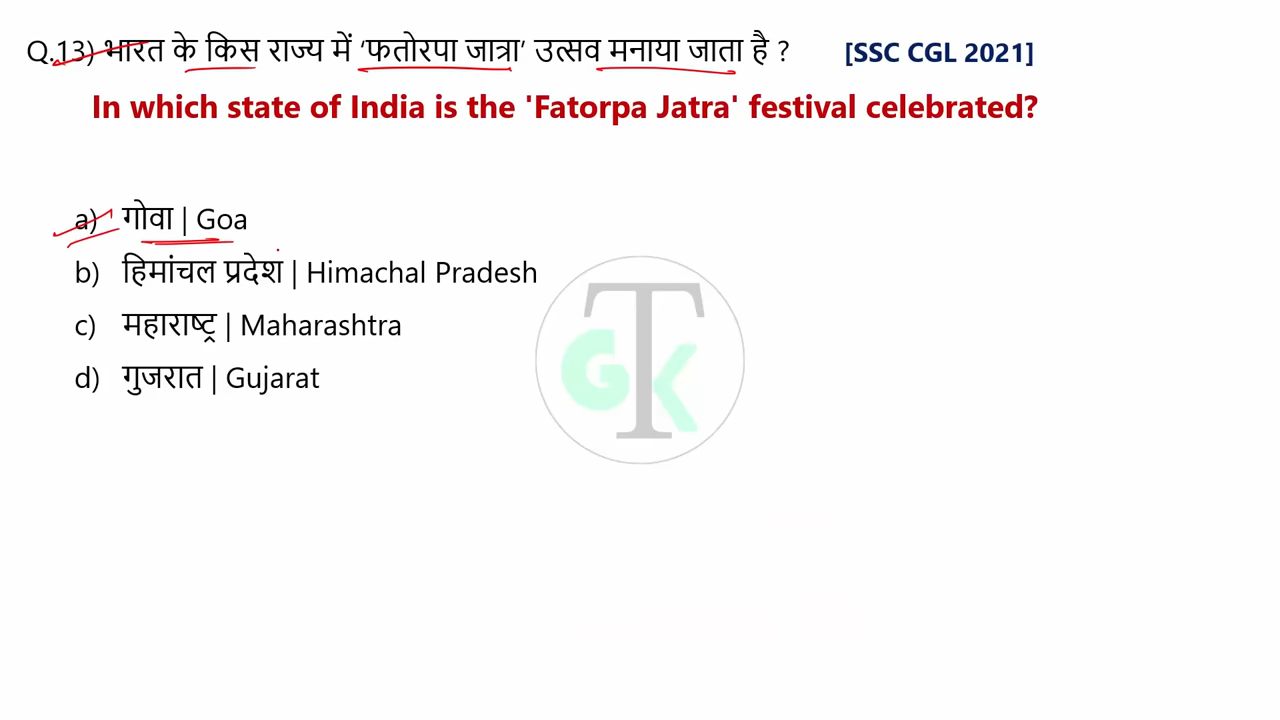 Q.13) भारत के किस राज्य में ‘फतोरपा जात्रा’ उत्सव मनाया जाता है ? [SSC CGL 2021]
In which state of India is the 'Fatorpa Jatra' festival celebrated?
a) गोवा | Goa
b) हिमांचल प्रदेश | Himachal Pradesh
c) महाराष्ट्र | Maharashtra
d) गुजरात | Gujarat
T
GK